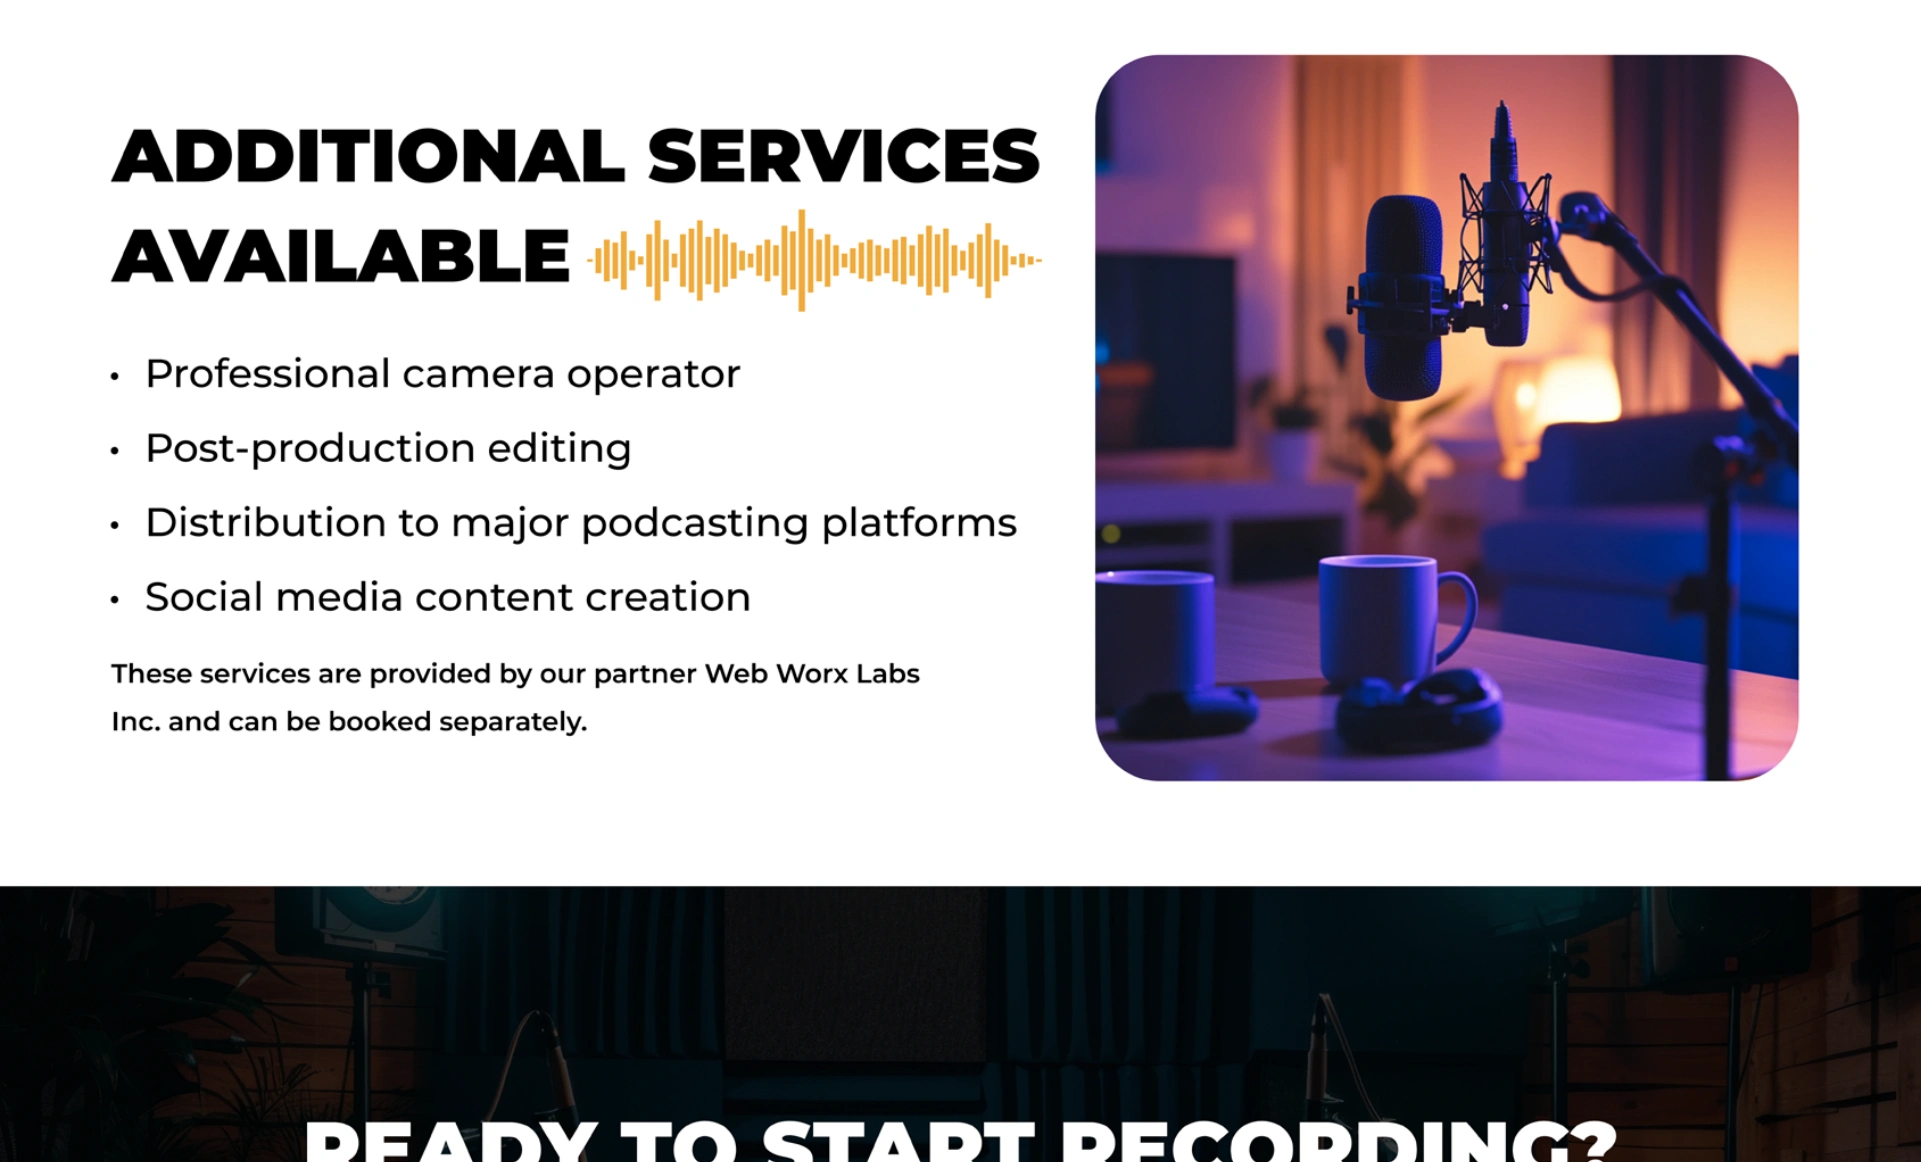 ADDITIONAL SERVICES
AVAILABLE
• Professional camera operator
• Post-production editing
• Distribution to major podcasting platforms
• Social media content creation
These services are provided by our partner Web Worx Labs
Inc. and can be booked separately.
READY TO START RECORDING?